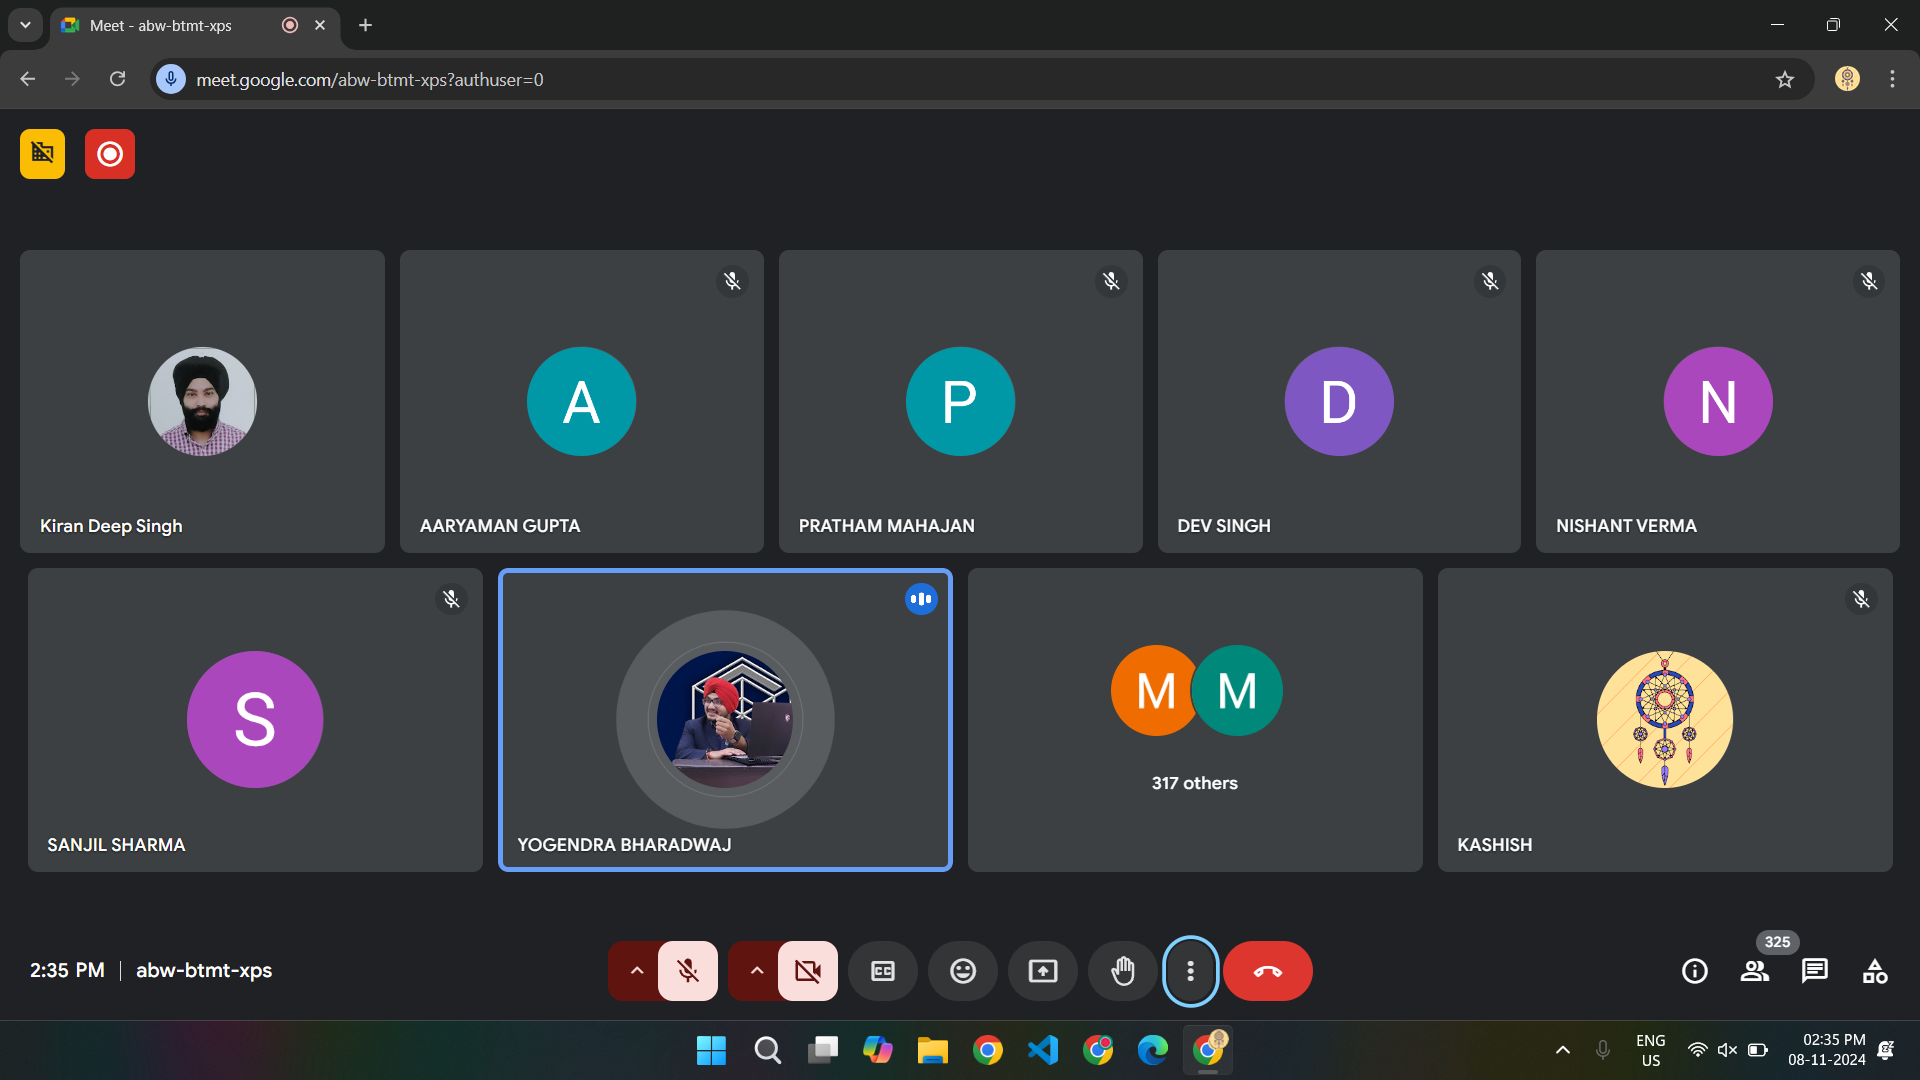 Meet - abw-btmt-xps
meet.google.com/abw-btmt-xps?authuser=0
Kiran Deep Singh
A
AARYAMAN GUPTA
P
PRATHAM MAHAJAN
D
DEV SINGH
N
NISHANT VERMA
S
SANJIL SHARMA
YOGENDRA BHARADWAJ
M M
317 others
KASHISH
2:35 PM | abw-btmt-xps
CC
325
ENG
US
02:35 PM
08-11-2024